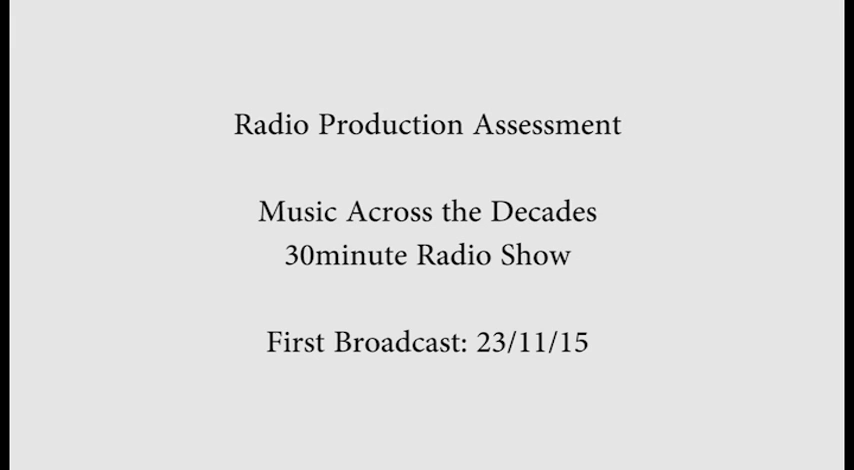 Radio Production Assessment
Music Across the Decades
30minute Radio Show
First Broadcast: 23/11/15